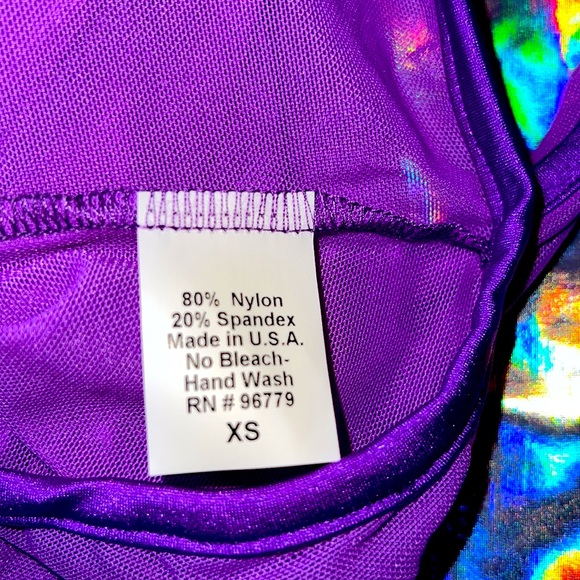 80% Nylon
20% Spandex
Made in U.S.A.
No Bleach-
Hand Wash
RN # 96779
XS